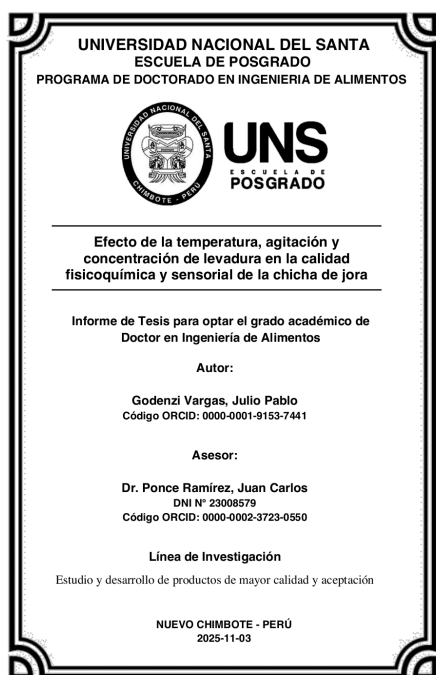 UNIVERSIDAD NACIONAL DEL SANTA
ESCUELA DE POSGRADO
PROGRAMA DE DOCTORADO EN INGENIERIA DE ALIMENTOS
UNIVERSIDAD NACIONAL DEL SANTA
CHIMBOTE - PERÚ
UNS
ESCUELA DE
POSGRADO
Efecto de la temperatura, agitación y
concentración de levadura en la calidad
fisicoquímica y sensorial de la chicha de jora
Informe de Tesis para optar el grado académico de
Doctor en Ingeniería de Alimentos
Autor:
Godenzi Vargas, Julio Pablo
Código ORCID: 0000-0001-9153-7441
Asesor:
Dr. Ponce Ramírez, Juan Carlos
DNI N° 23008579
Código ORCID: 0000-0002-3723-0550
Línea de Investigación
Estudio y desarrollo de productos de mayor calidad y aceptación
NUEVO CHIMBOTE - PERÚ
2025-11-03